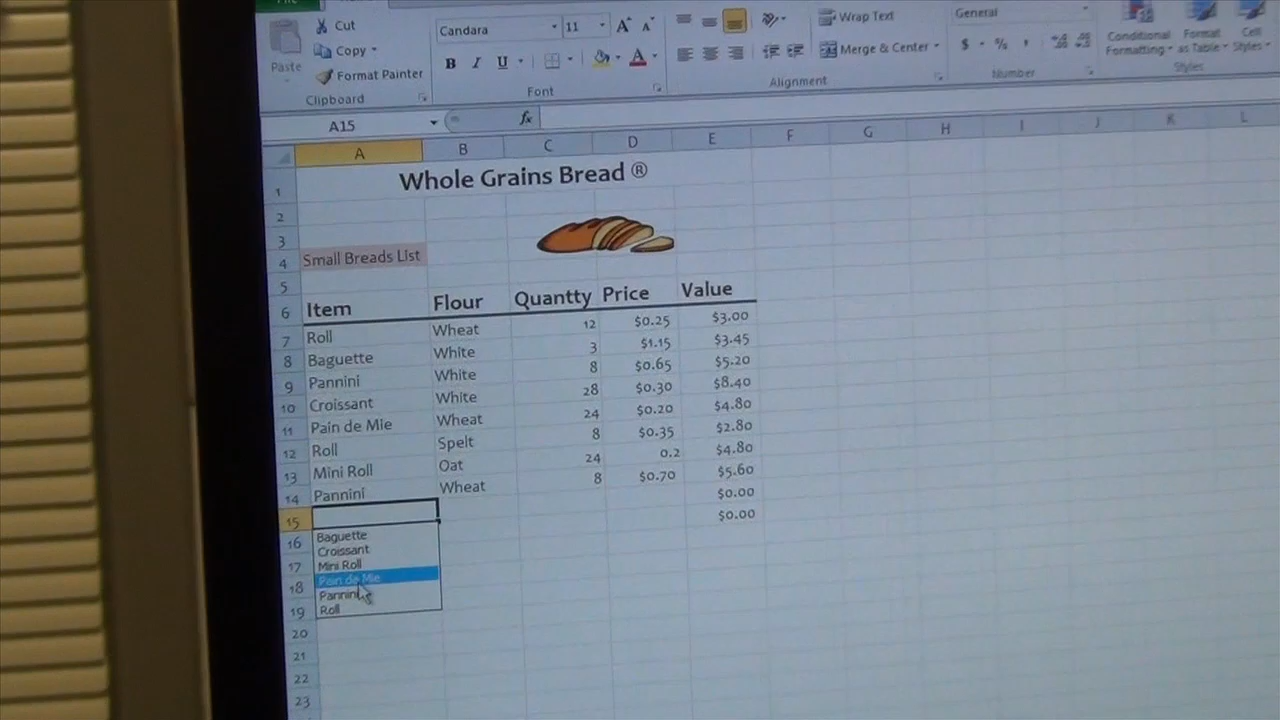 File
Cut
Candara 11 A A Wrap Text General
Paste Copy
Format Painter B I U A Merge & Center $ % , Conditional Formatting Format as Table Cell Styles
Clipboard Font Alignment Number Styles
A15 fx
A B C D E F G H I J K L
1 Whole Grains Bread ®
2
3
4 Small Breads List
5
6 Item Flour Quantty Price Value
7 Roll Wheat 12 $0.25 $3.00
8 Baguette White 3 $1.15 $3.45
9 Pannini White 8 $0.65 $5.20
10 Croissant White 28 $0.30 $8.40
11 Pain de Mie Wheat 24 $0.20 $4.80
12 Roll Spelt 8 $0.35 $2.80
13 Mini Roll Oat 24 0.2 $4.80
14 Pannini Wheat 8 $0.70 $5.60
15 $0.00
16 Baguette $0.00
Croissant
17 Mini Roll
18 Pain de Mie
Pannini
19 Roll
20
21
22
23